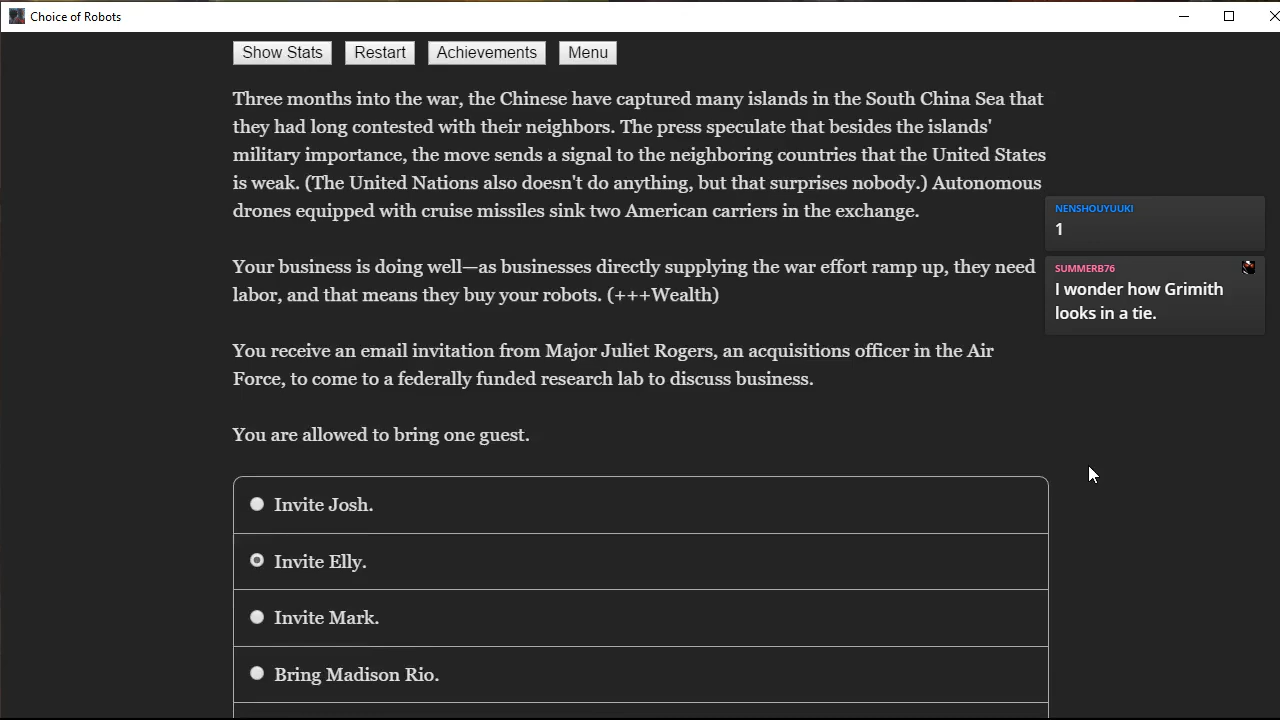 Choice of Robots
Show Stats Restart Achievements Menu
Three months into the war, the Chinese have captured many islands in the South China Sea that
they had long contested with their neighbors. The press speculate that besides the islands'
military importance, the move sends a signal to the neighboring countries that the United States
is weak. (The United Nations also doesn't do anything, but that surprises nobody.) Autonomous
drones equipped with cruise missiles sink two American carriers in the exchange.
Your business is doing well—as businesses directly supplying the war effort ramp up, they need
labor, and that means they buy your robots. (+++Wealth)
You receive an email invitation from Major Juliet Rogers, an acquisitions officer in the Air
Force, to come to a federally funded research lab to discuss business.
You are allowed to bring one guest.
Invite Josh.
Invite Elly.
Invite Mark.
Bring Madison Rio.
NENSHOUYUUKI
1
SUMMERB76
I wonder how Grimith
looks in a tie.